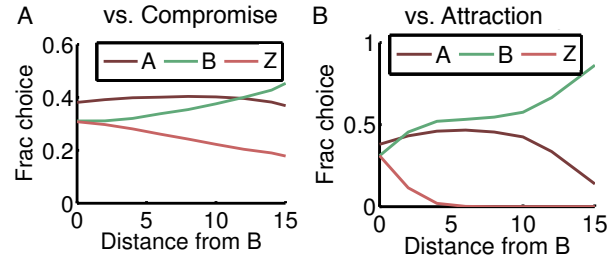 A vs. Compromise
Frac choice
0.6
0.4
0.2
0
A B Z
0 5 10 15
Distance from B
B vs. Attraction
Frac choice
1
0.5
0
A B Z
0 5 10 15
Distance from B